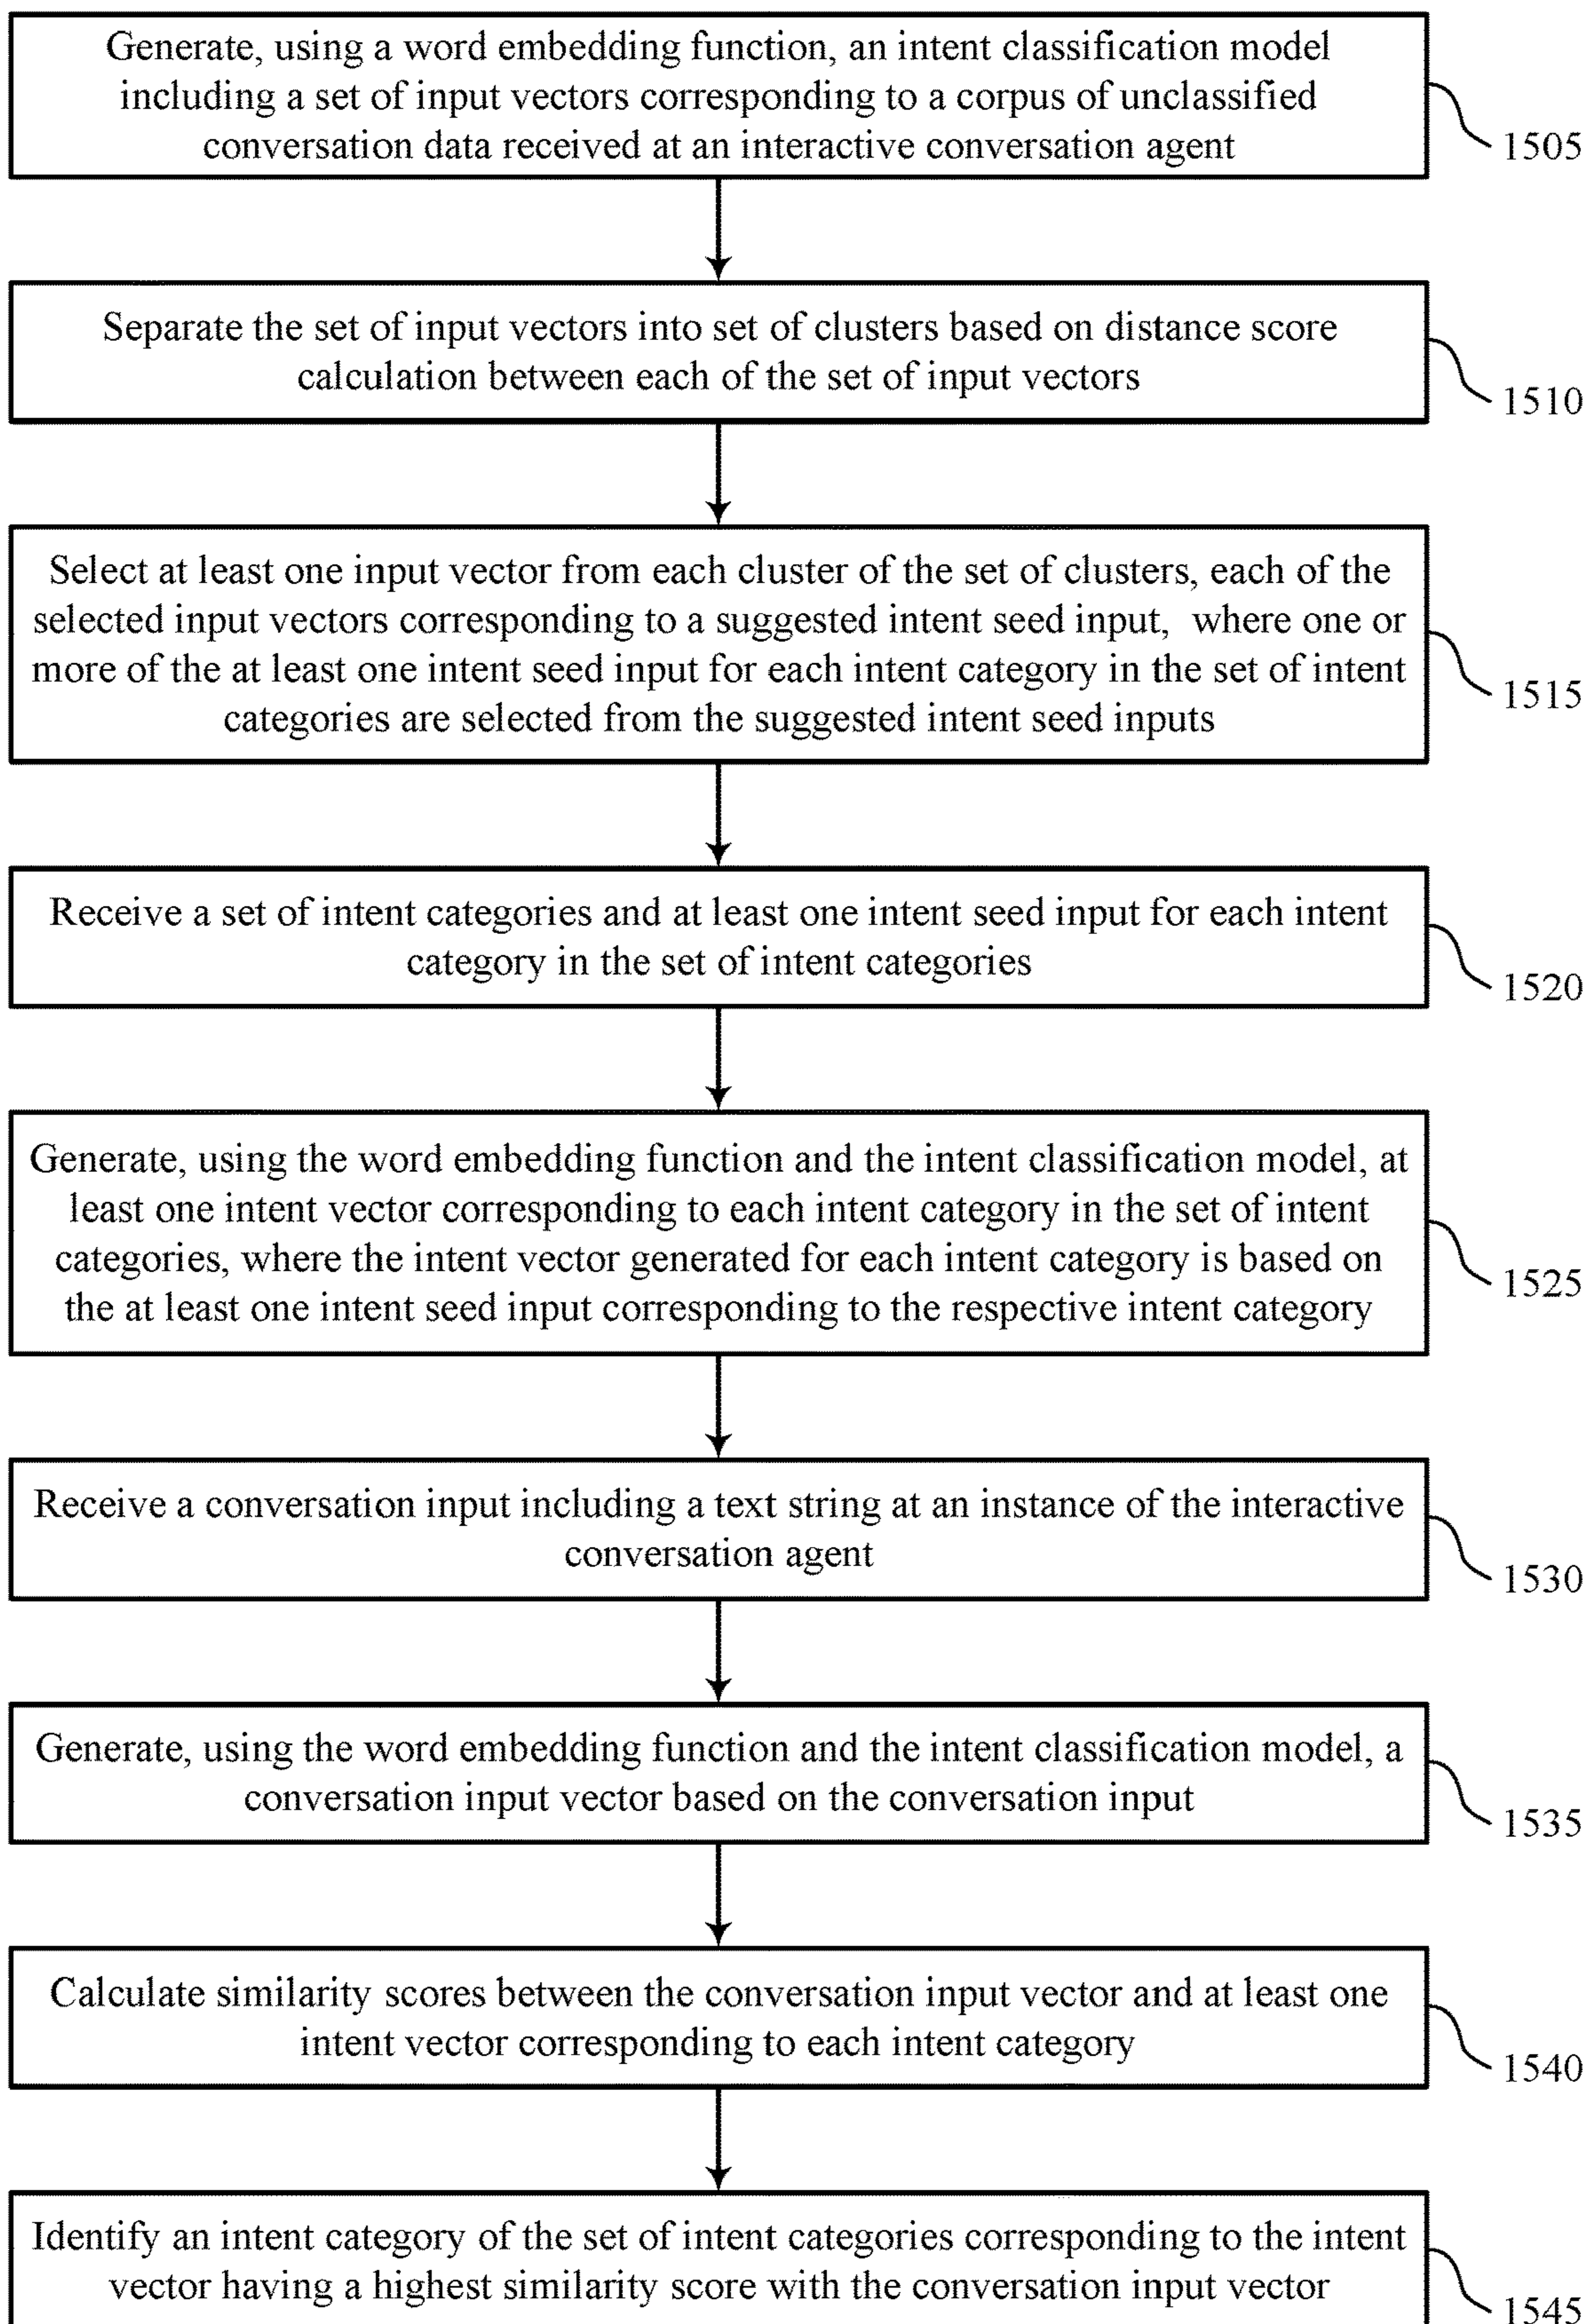 Generate, using a word embedding function, an intent classification model
including a set of input vectors corresponding to a corpus of unclassified
conversation data received at an interactive conversation agent
1505
Separate the set of input vectors into set of clusters based on distance score
calculation between each of the set of input vectors
1510
Select at least one input vector from each cluster of the set of clusters, each of the
selected input vectors corresponding to a suggested intent seed input, where one or
more of the at least one intent seed input for each intent category in the set of intent
categories are selected from the suggested intent seed inputs
1515
Receive a set of intent categories and at least one intent seed input for each intent
category in the set of intent categories
1520
Generate, using the word embedding function and the intent classification model, at
least one intent vector corresponding to each intent category in the set of intent
categories, where the intent vector generated for each intent category is based on
the at least one intent seed input corresponding to the respective intent category
1525
Receive a conversation input including a text string at an instance of the interactive
conversation agent
1530
Generate, using the word embedding function and the intent classification model, a
conversation input vector based on the conversation input
1535
Calculate similarity scores between the conversation input vector and at least one
intent vector corresponding to each intent category
1540
Identify an intent category of the set of intent categories corresponding to the intent
vector having a highest similarity score with the conversation input vector
1545